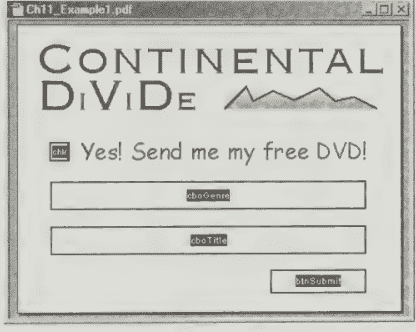 Ch11_Example1.pdf
CONTINENTAL
DiViDe
chk Yes! Send me my free DVD!
cboGenre
cboTitle
btnSubmit